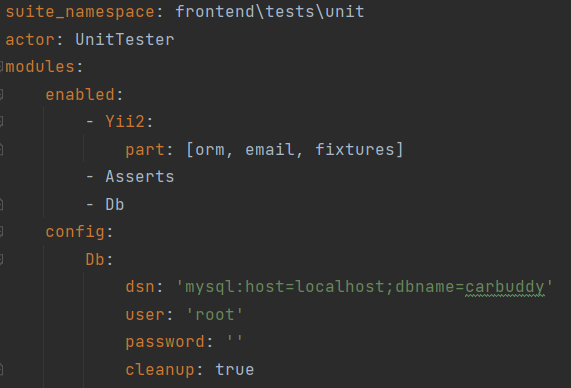 suite_namespace: frontend\tests\unit
actor: UnitTester
modules:
    enabled:
        - Yii2:
            part: [orm, email, fixtures]
        - Asserts
        - Db
    config:
        Db:
            dsn: 'mysql:host=localhost;dbname=carbuddy'
            user: 'root'
            password: ''
            cleanup: true